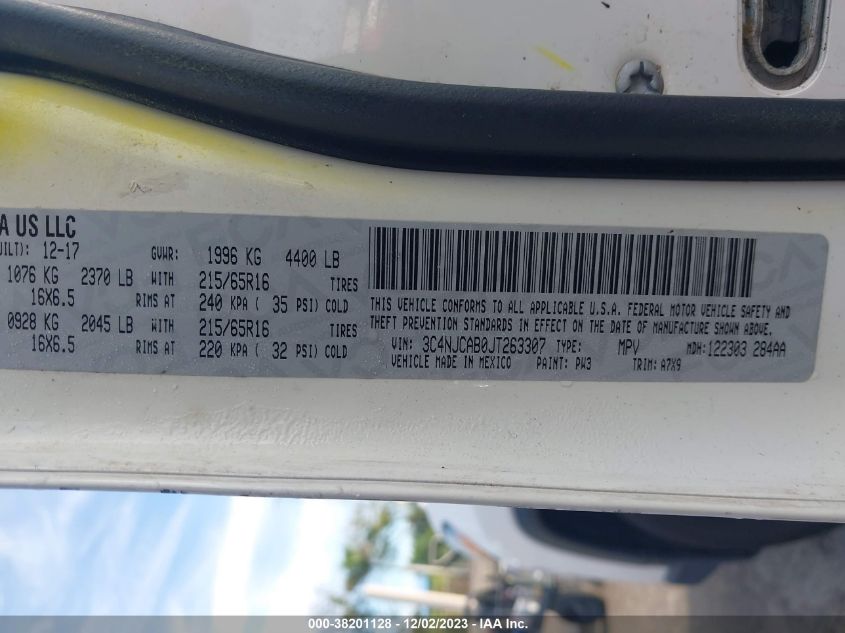 A US LLC
UILT): 12-17 GVWR: 1996 KG 4400 LB
1076 KG 2370 LB WITH 215/65R16 TIRES
16X6.5 RIMS AT 240 KPA ( 35 PSI) COLD
0928 KG 2045 LB WITH 215/65R16 TIRES
16X6.5 RIMS AT 220 KPA ( 32 PSI) COLD
THIS VEHICLE CONFORMS TO ALL APPLICABLE U.S.A. FEDERAL MOTOR VEHICLE SAFETY AND
THEFT PREVENTION STANDARDS IN EFFECT ON THE DATE OF MANUFACTURE SHOWN ABOVE.
VIN: 3C4NJCAB0JT263307 TYPE: MPV MDH: 122303 284AA
VEHICLE MADE IN MEXICO PAINT: PW3 TRIM: A7X9
000-38201128 - 12/02/2023 - IAA Inc.